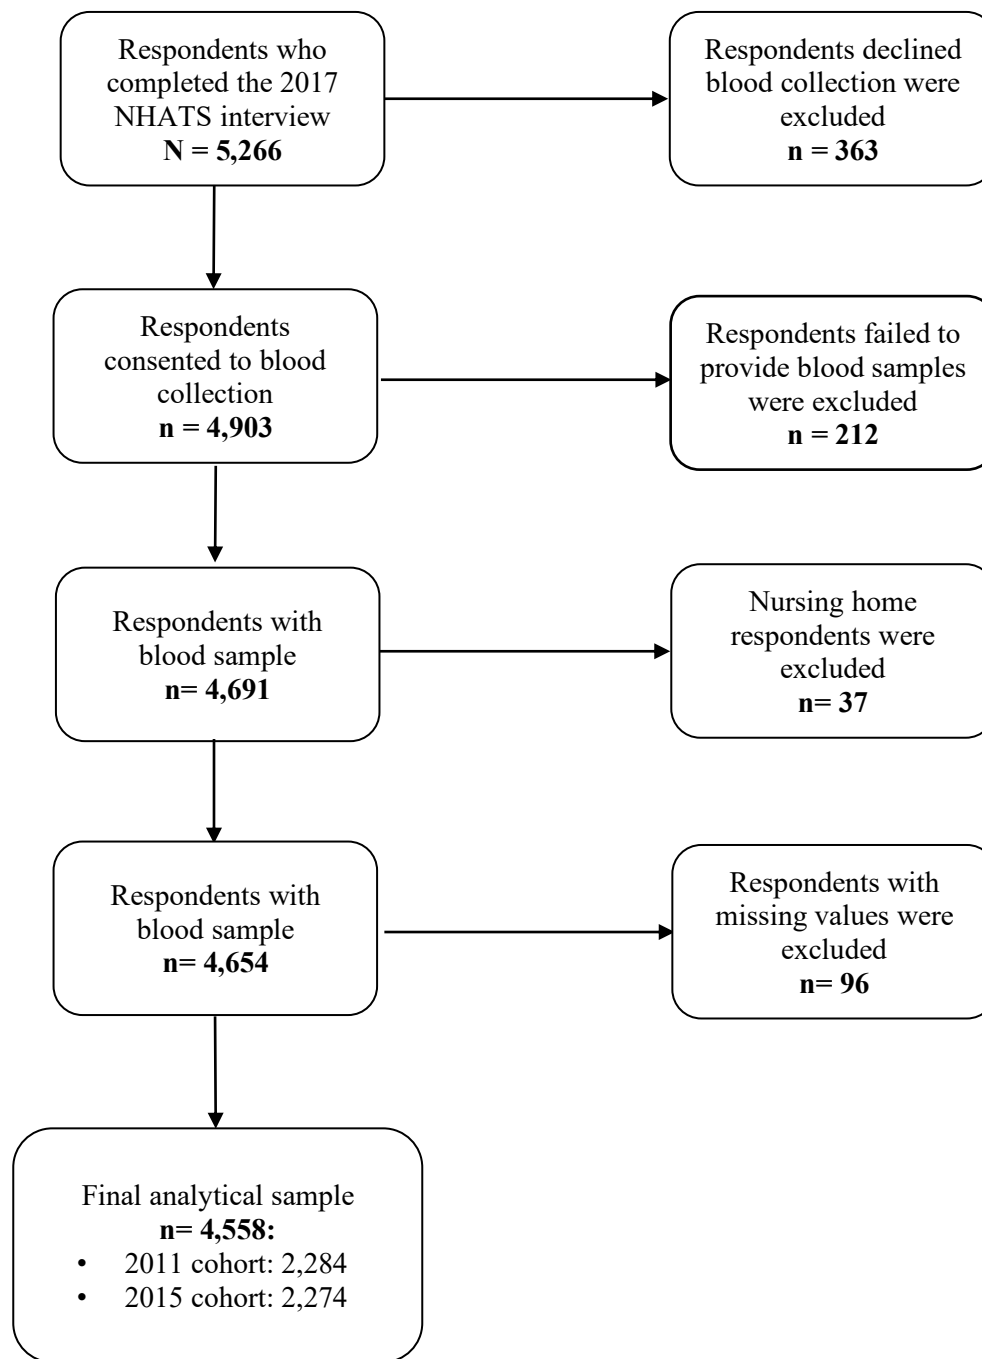 Respondents who
completed the 2017
NHATS interview
N = 5,266
Respondents declined
blood collection were
excluded
n = 363
Respondents
consented to blood
collection
n = 4,903
Respondents failed to
provide blood samples
were excluded
n = 212
Respondents with
blood sample
n= 4,691
Nursing home
respondents were
excluded
n= 37
Respondents with
blood sample
n= 4,654
Respondents with
missing values were
excluded
n= 96
Final analytical sample
n= 4,558:
• 2011 cohort: 2,284
• 2015 cohort: 2,274